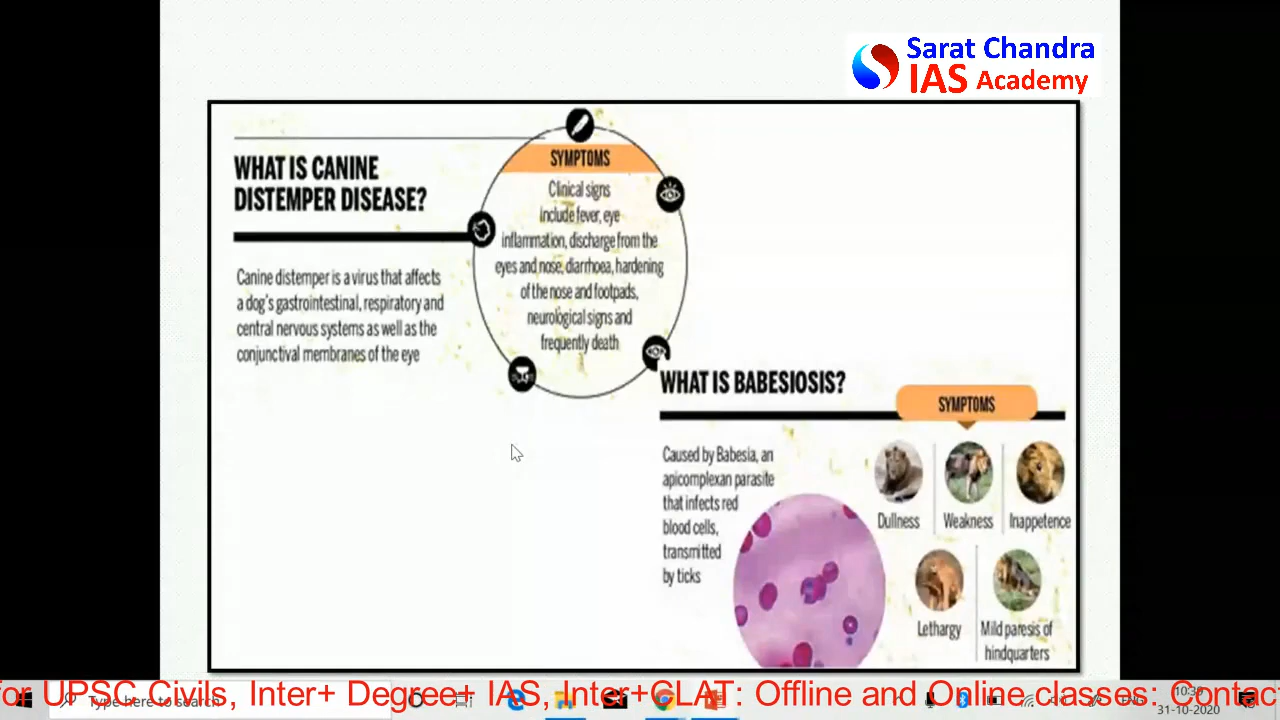 Sarat Chandra
IAS Academy
WHAT IS CANINE
DISTEMPER DISEASE?
Canine distemper is a virus that affects
a dog's gastrointestinal, respiratory and
central nervous systems as well as the
conjunctival membranes of the eye
SYMPTOMS
Clinical signs
include fever, eye
inflammation, discharge from the
eyes and nose, diarrhoea, hardening
of the nose and footpads,
neurological signs and
frequently death
WHAT IS BABESIOSIS?
Caused by Babesia, an
apicomplexan parasite
that infects red
blood cells,
transmitted
by ticks
SYMPTOMS
Dullness
Weakness
Inappetence
Lethargy
Mild paresis of
hindquarters
for UPSC Civils, Inter+ Degree+ IAS, Inter+CLAT: Offline and Online classes: Contac
Type here to search
10:30
31-10-2020